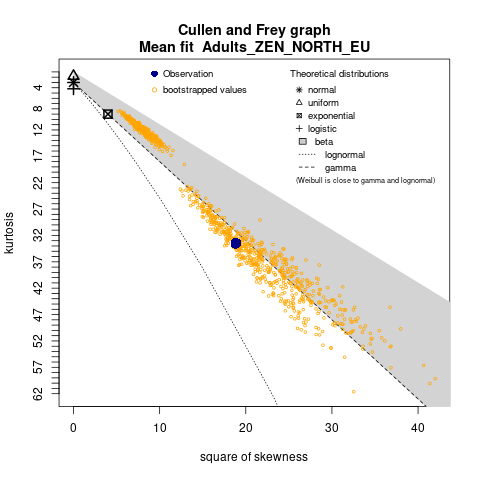 Cullen and Frey graph
Mean fit  Adults_ZEN_NORTH_EU
Observation
bootstrapped values
Theoretical distributions
normal
uniform
exponential
logistic
beta
lognormal
gamma
(Weibull is close to gamma and lognormal)
kurtosis
4
8
12
17
22
27
32
37
42
47
52
57
62
0 10 20 30 40
square of skewness